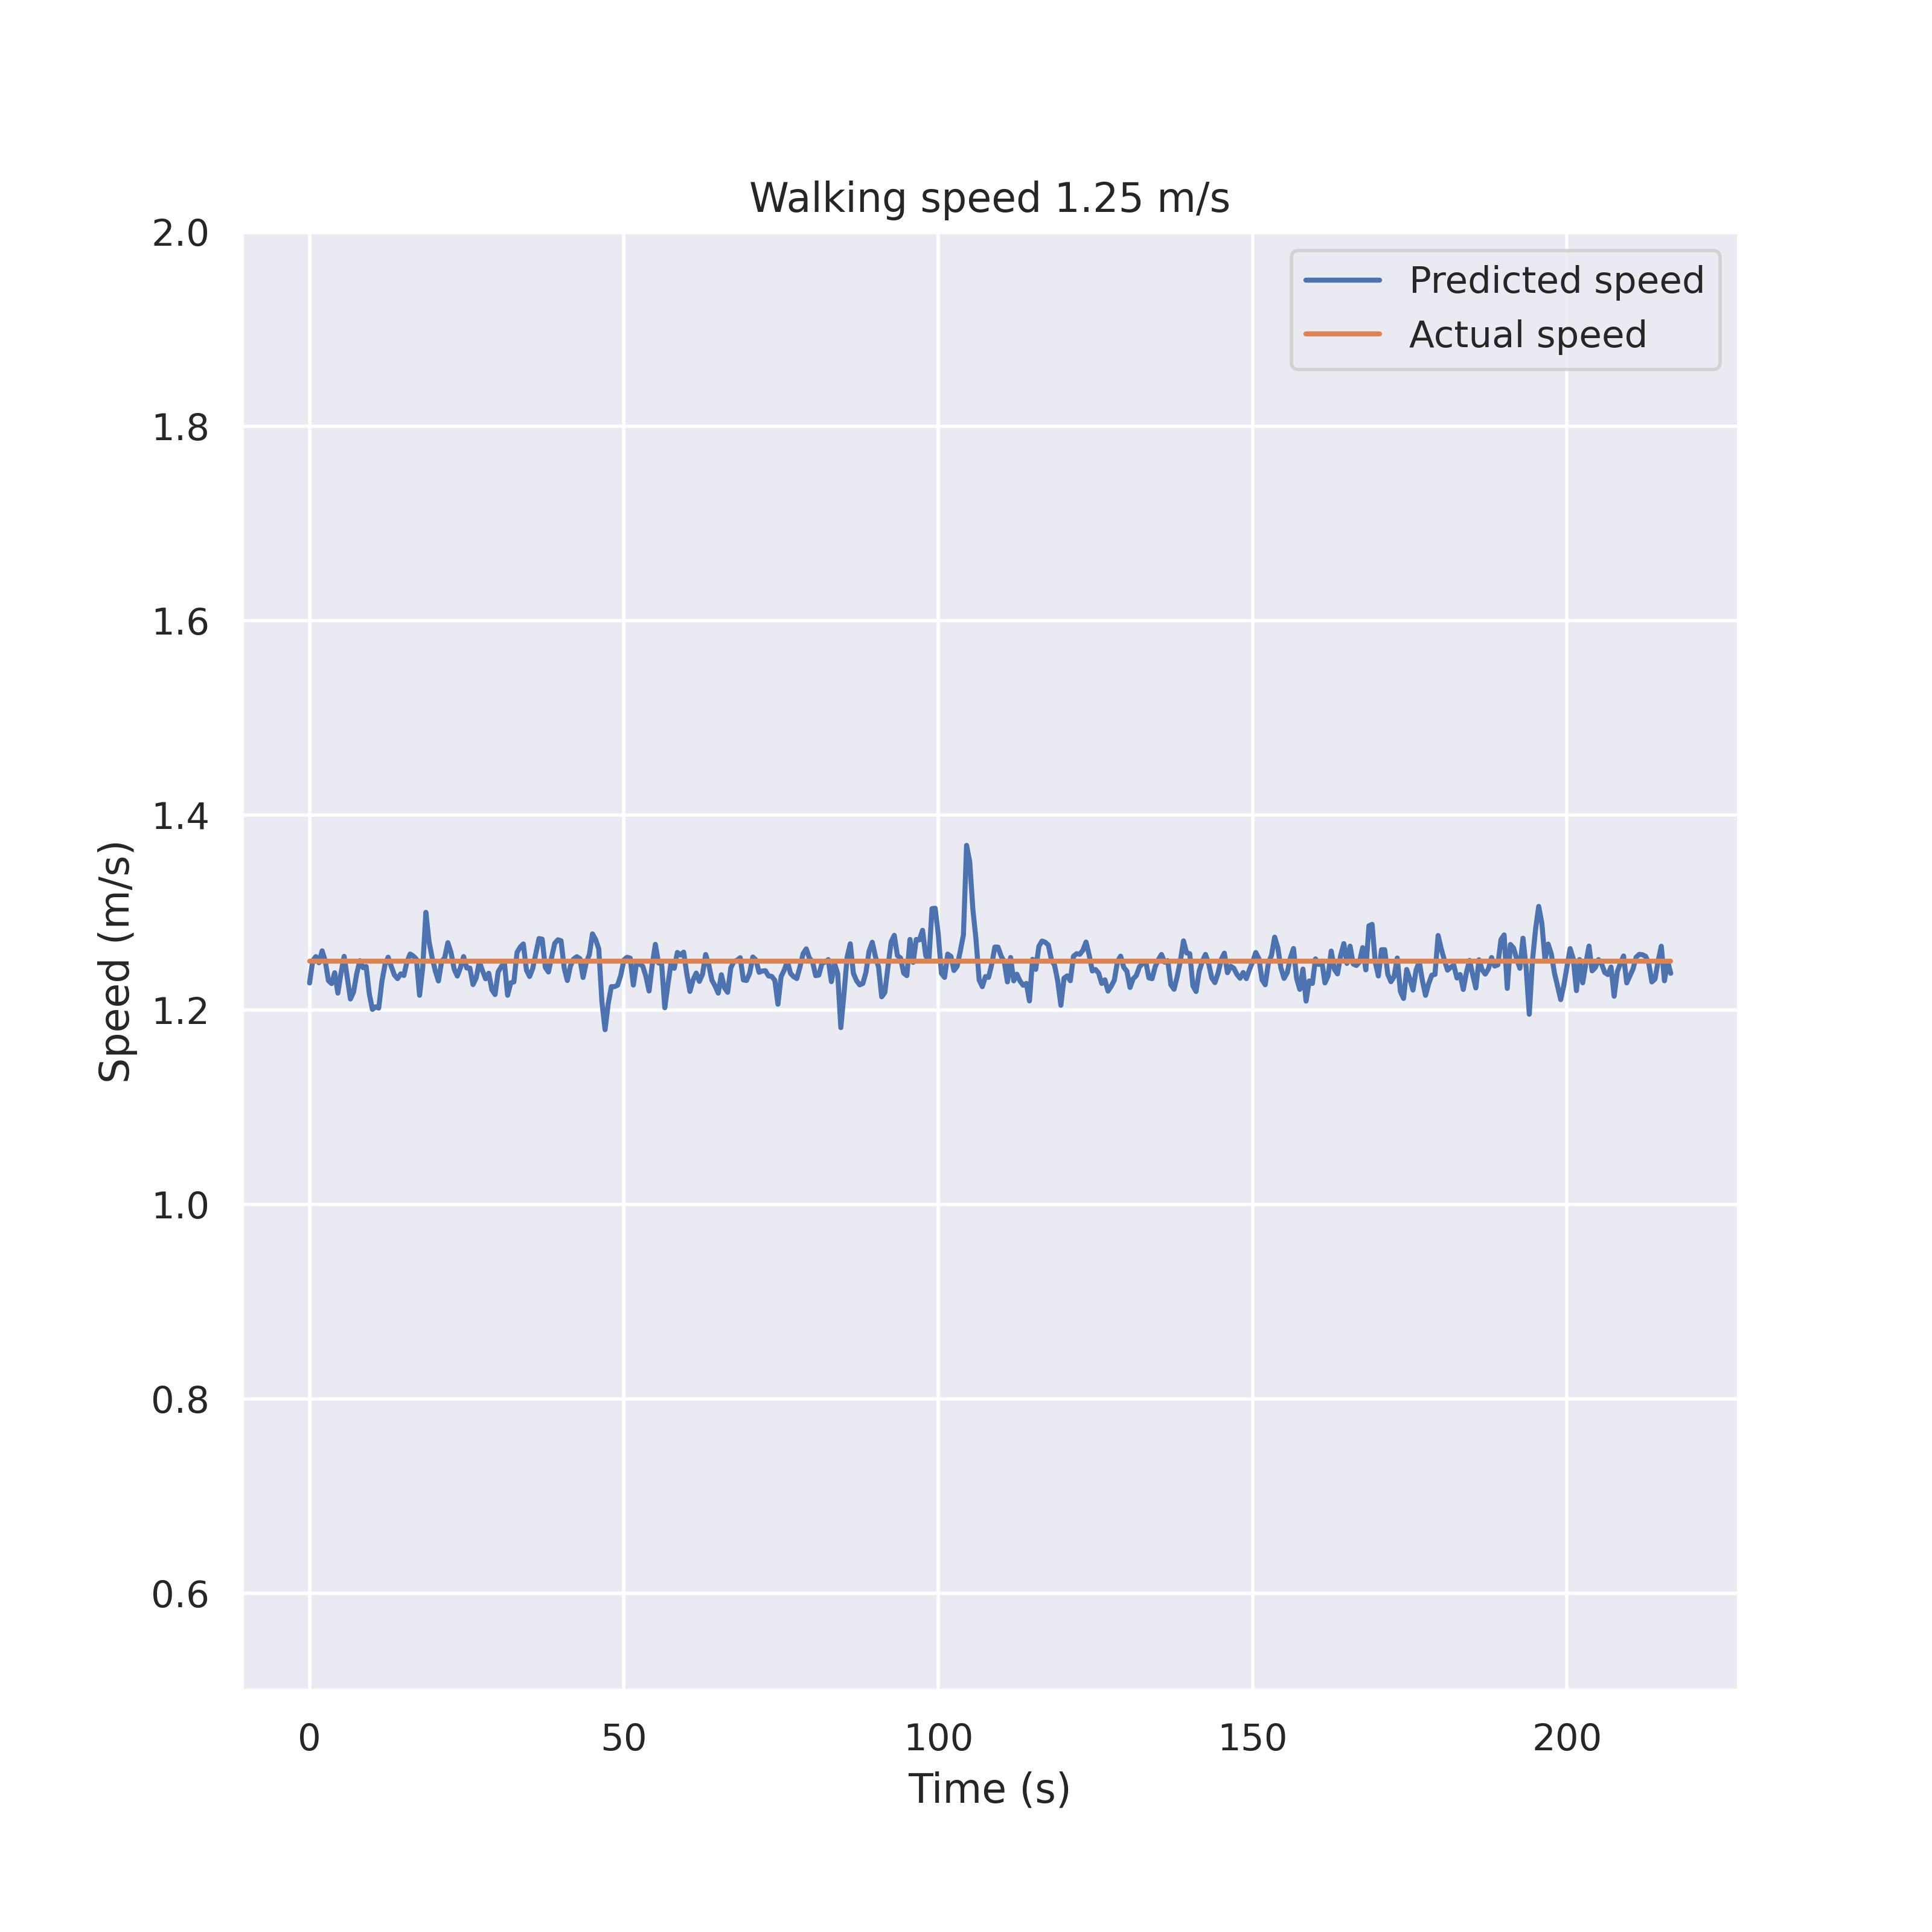 Walking speed 1.25 m/s
Predicted speed
Actual speed
2.0
1.8
1.6
1.4
1.2
1.0
0.8
0.6
Speed (m/s)
0 50 100 150 200
Time (s)